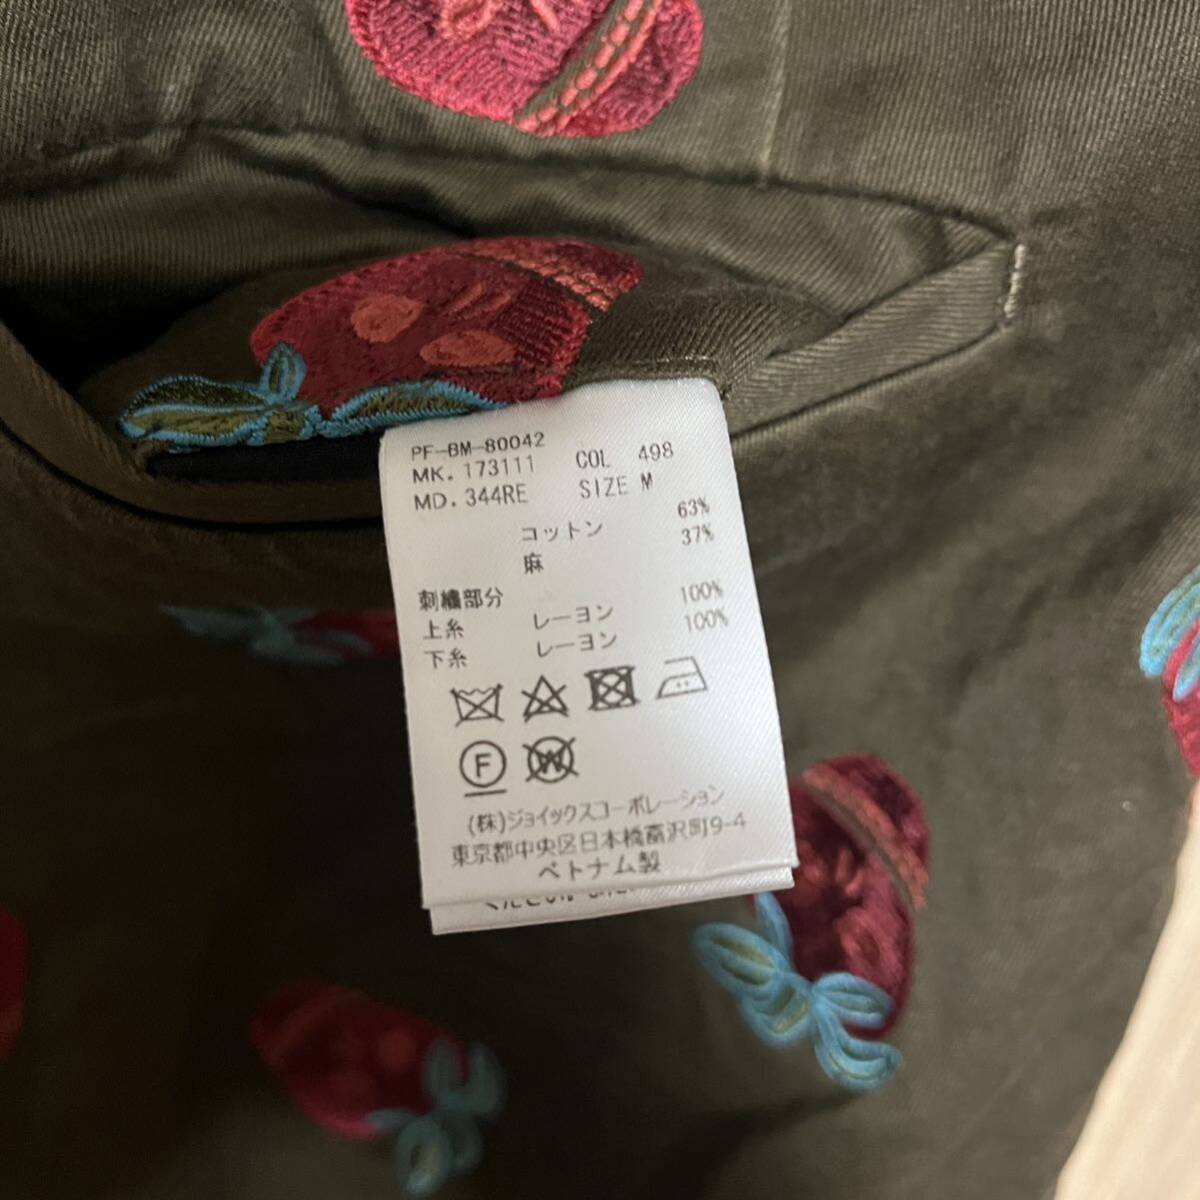 PF-BM-80042
MK. 173111 COL 498
MD. 344RE SIZE M
コットン 63%
麻 37%
刺繍部分
上糸 レーヨン 100%
下糸 レーヨン 100%
F W
(株)ジョイックスコーポレーション
東京都中央区日本橋富沢町9-4
ベトナム製